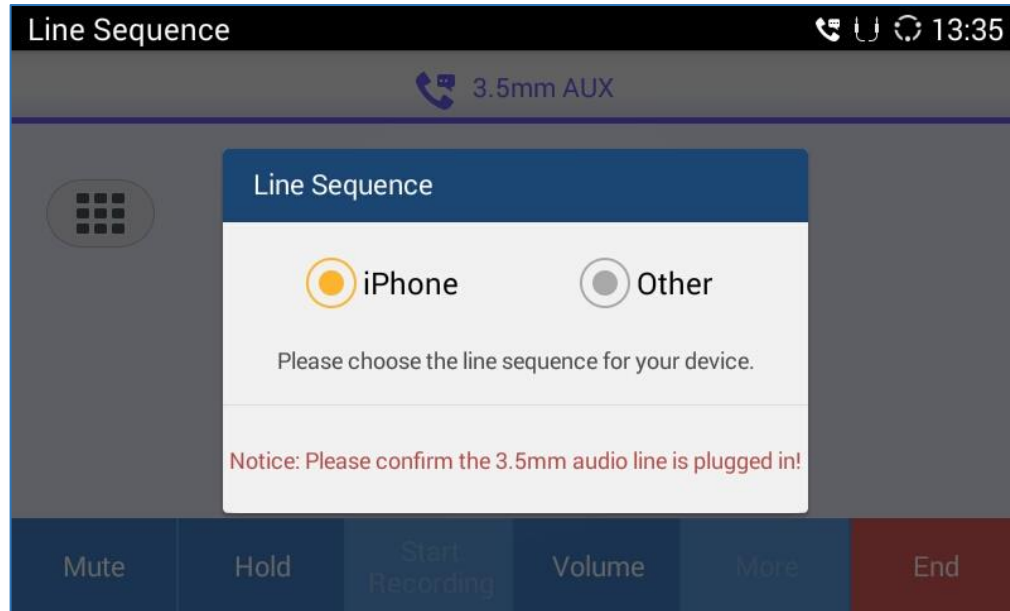 Line Sequence
13:35
3.5mm AUX
Line Sequence
iPhone
Other
Please choose the line sequence for your device.
Notice: Please confirm the 3.5mm audio line is plugged in!
Mute
Hold
Start
Recording
Volume
More
End